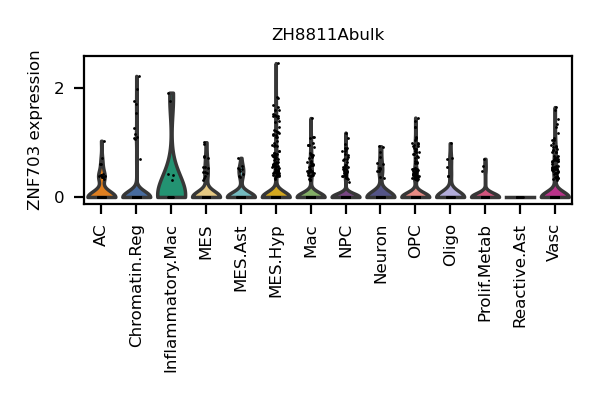 ZH8811Abulk
ZNF703 expression
2
0
AC
Chromatin.Reg
Inflammatory.Mac
MES
MES.Ast
MES.Hyp
Mac
NPC
Neuron
OPC
Oligo
Prolif.Metab
Reactive.Ast
Vasc